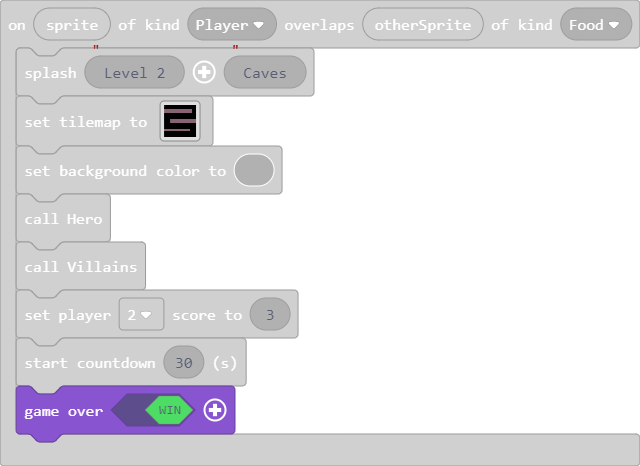 on sprite of kind Player overlaps otherSprite of kind Food
" "
splash Level 2 Caves
set tilemap to
set background color to
call Hero
call Villains
set player 2 score to 3
start countdown 30 (s)
game over WIN